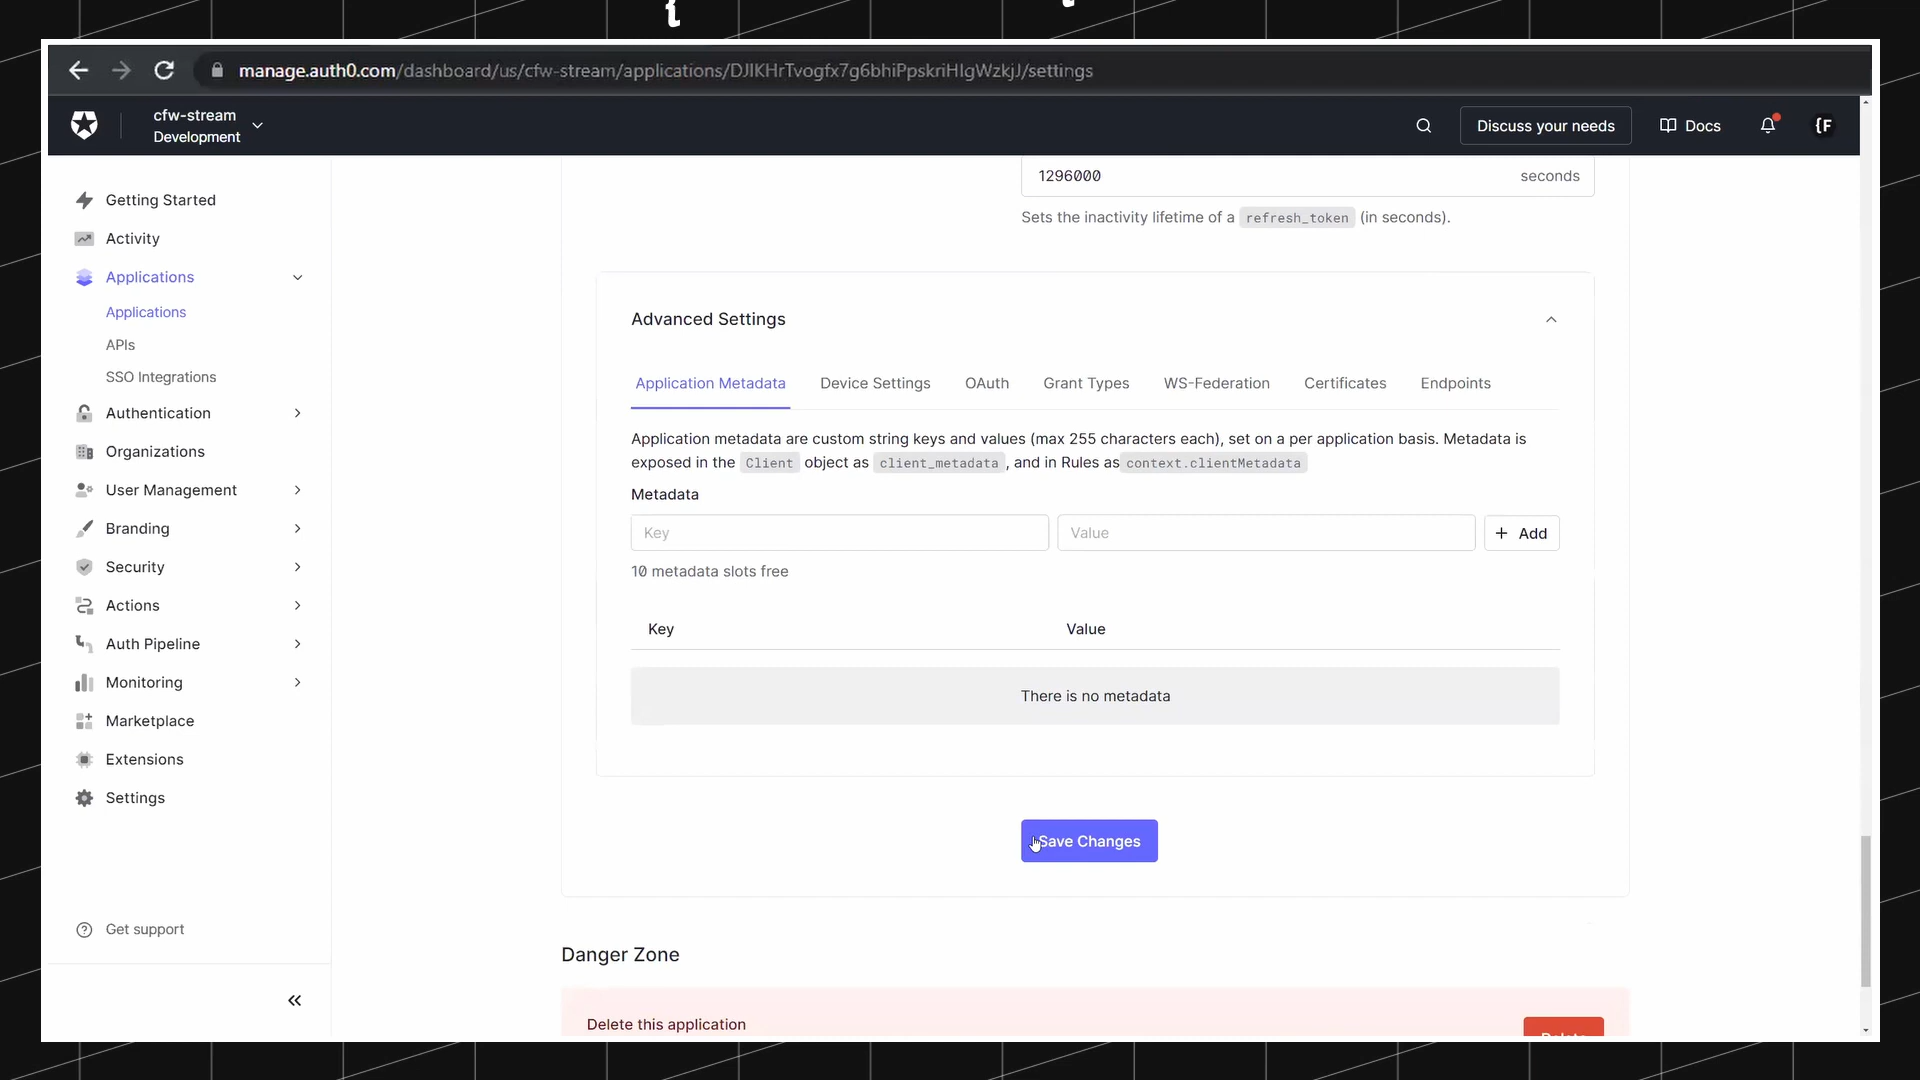 {
manage.auth0.com/dashboard/us/cfw-stream/applications/DJIKHrTvogfx7g6bhiPpskriHIgWzkjJ/settings
cfw-stream
Development
Discuss your needs
Docs
{F
Getting Started
Activity
Applications
Applications
APIs
SSO Integrations
Authentication
Organizations
User Management
Branding
Security
Actions
Auth Pipeline
Monitoring
Marketplace
Extensions
Settings
Get support
1296000 seconds
Sets the inactivity lifetime of a refresh_token (in seconds).
Advanced Settings
Application Metadata Device Settings OAuth Grant Types WS-Federation Certificates Endpoints
Application metadata are custom string keys and values (max 255 characters each), set on a per application basis. Metadata is
exposed in the Client object as client_metadata, and in Rules as context.clientMetadata
Metadata
Key Value + Add
10 metadata slots free
Key Value
There is no metadata
Save Changes
Danger Zone
Delete this application
Delete